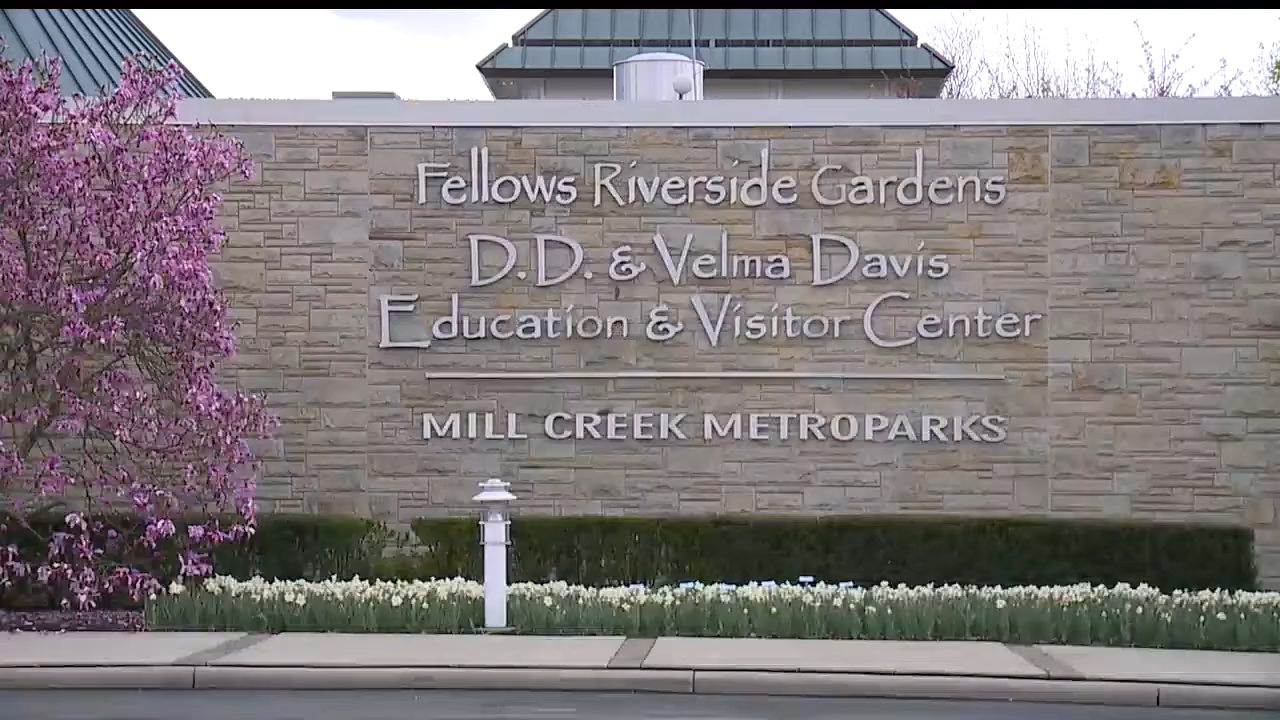 Fellows Riverside Gardens
D.D. & Velma Davis
Education & Visitor Center
MILL CREEK METROPARKS